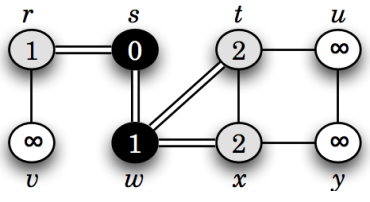 r s t u
1 0 2 ∞
∞ 1 2 ∞
v w x y